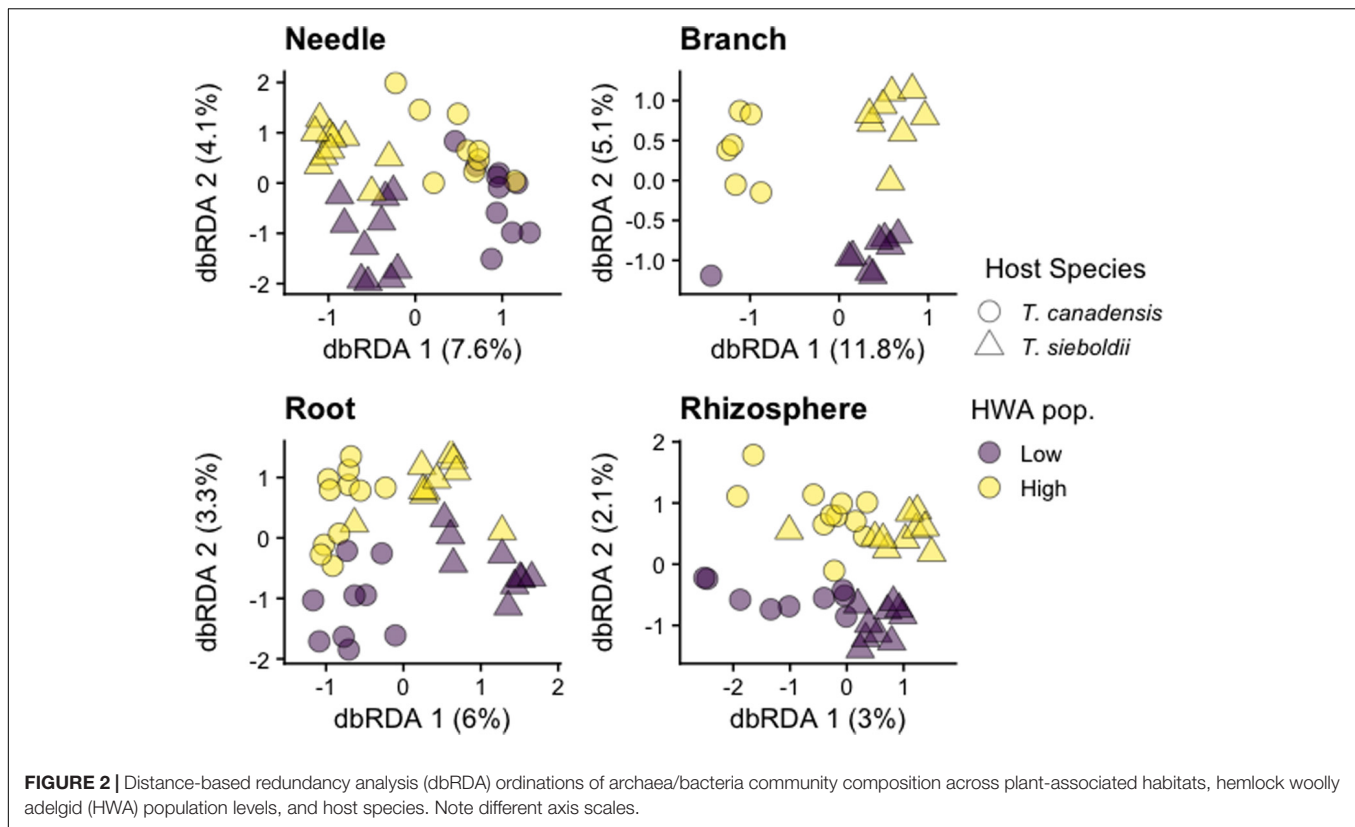 Needle
2
1
0
-1
-2
dbRDA 2 (4.1%)
-1
0
1
dbRDA 1 (7.6%)
Branch
1.0
0.5
0.0
-0.5
-1.0
dbRDA 2 (5.1%)
-1
0
1
dbRDA 1 (11.8%)
Host Species
T. canadensis
T. sieboldii
HWA pop.
Low
High
Root
1
0
-1
-2
dbRDA 2 (3.3%)
-1
0
1
2
dbRDA 1 (6%)
Rhizosphere
2
1
0
-1
dbRDA 2 (2.1%)
-2
-1
0
1
dbRDA 1 (3%)
FIGURE 2 | Distance-based redundancy analysis (dbRDA) ordinations of archaea/bacteria community composition across plant-associated habitats, hemlock woolly
adelgid (HWA) population levels, and host species. Note different axis scales.